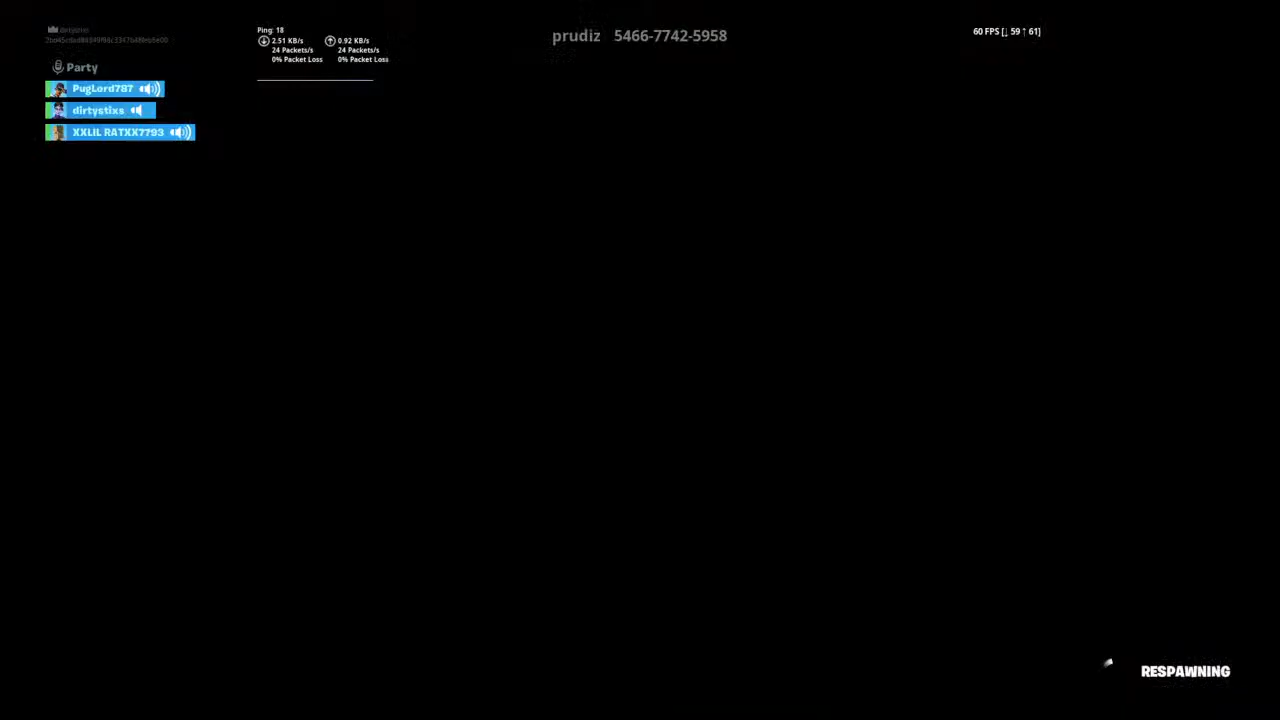 dirtystixs
Ping: 18
2.51 KB/s 0.92 KB/s
24 Packets/s 24 Packets/s
0% Packet Loss 0% Packet Loss
prudiz 5466-7742-5958
60 FPS [↓ 59 ↑ 61]
Party
PugLord787
dirtystixs
XXLIL RATXX7793
RESPAWNING